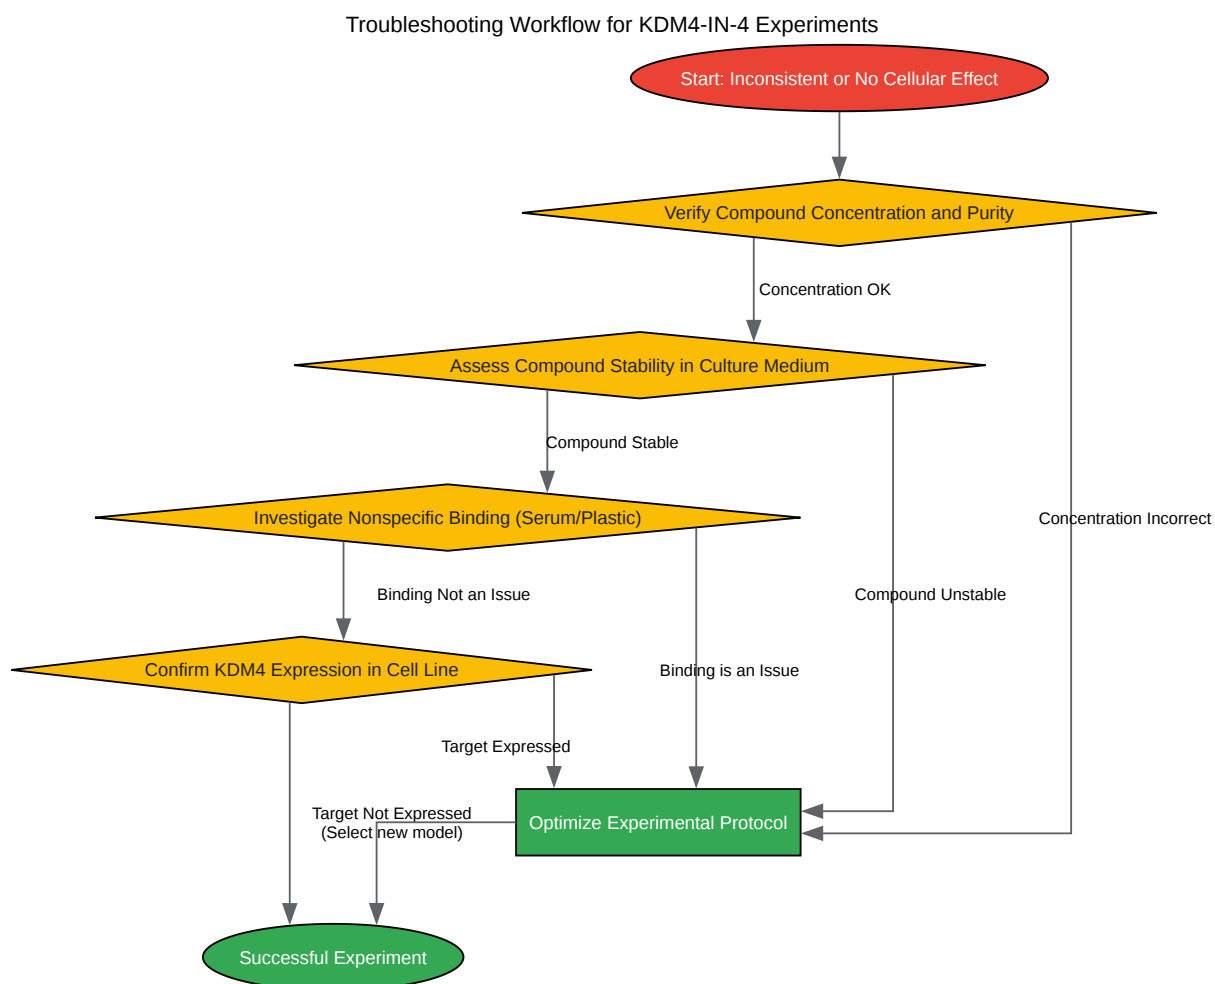 Troubleshooting Workflow for KDM4-IN-4 Experiments
Start: Inconsistent or No Cellular Effect
Verify Compound Concentration and Purity
Concentration OK
Assess Compound Stability in Culture Medium
Compound Stable
Investigate Nonspecific Binding (Serum/Plastic)
Concentration Incorrect
Binding Not an Issue
Compound Unstable
Confirm KDM4 Expression in Cell Line
Binding is an Issue
Target Expressed
Target Not Expressed
(Select new model)
Optimize Experimental Protocol
Successful Experiment